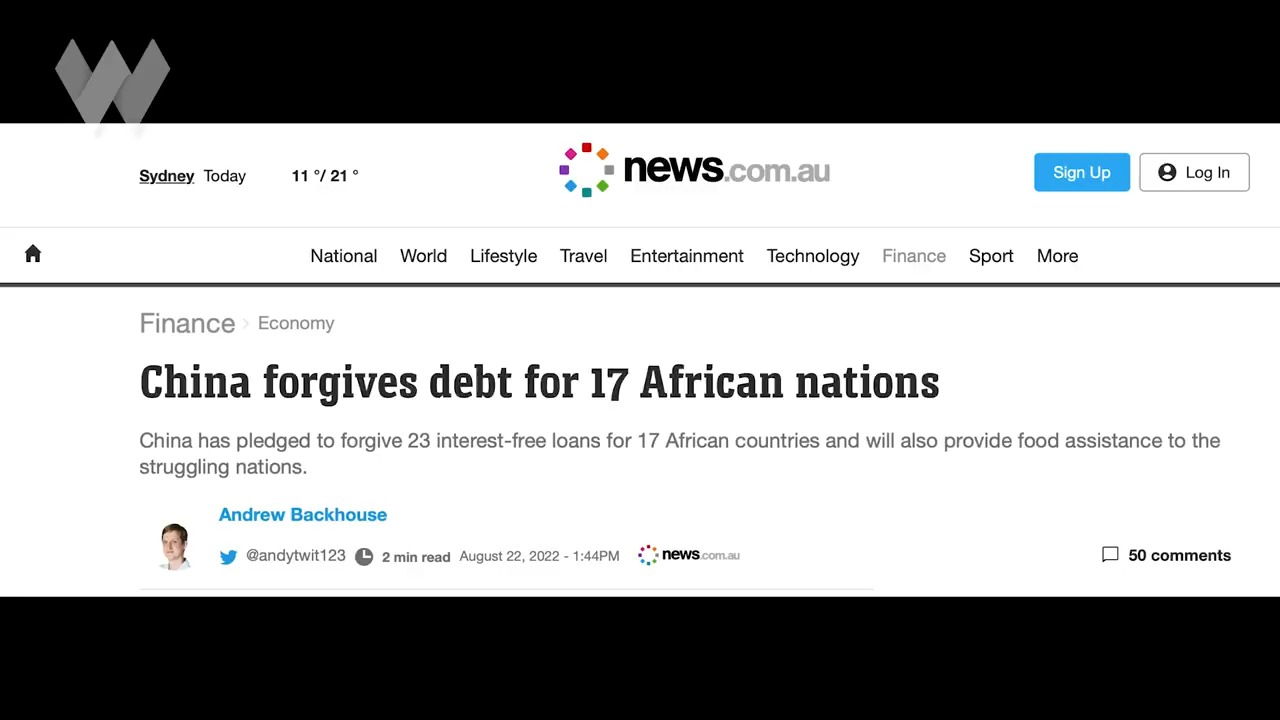 W
Sydney Today 11 °/ 21 °
news.com.au
Sign Up
Log In
National World Lifestyle Travel Entertainment Technology Finance Sport More
Finance > Economy
China forgives debt for 17 African nations
China has pledged to forgive 23 interest-free loans for 17 African countries and will also provide food assistance to the
struggling nations.
Andrew Backhouse
@andytwit123 2 min read August 22, 2022 - 1:44PM news.com.au
50 comments